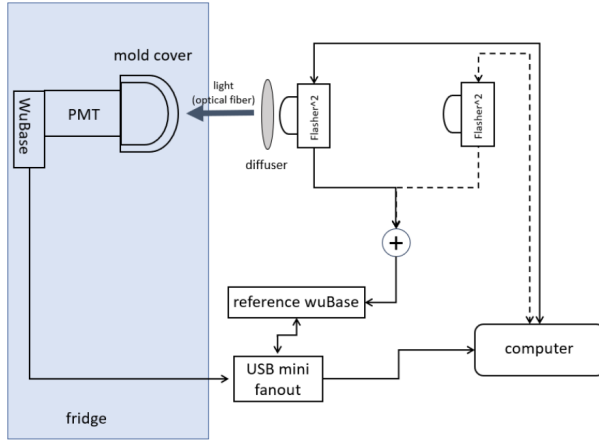 mold cover
light
(optical fiber)
WuBase
PMT
Flasher^2
Flasher^2
diffuser
+
reference wuBase
USB mini
fanout
computer
fridge